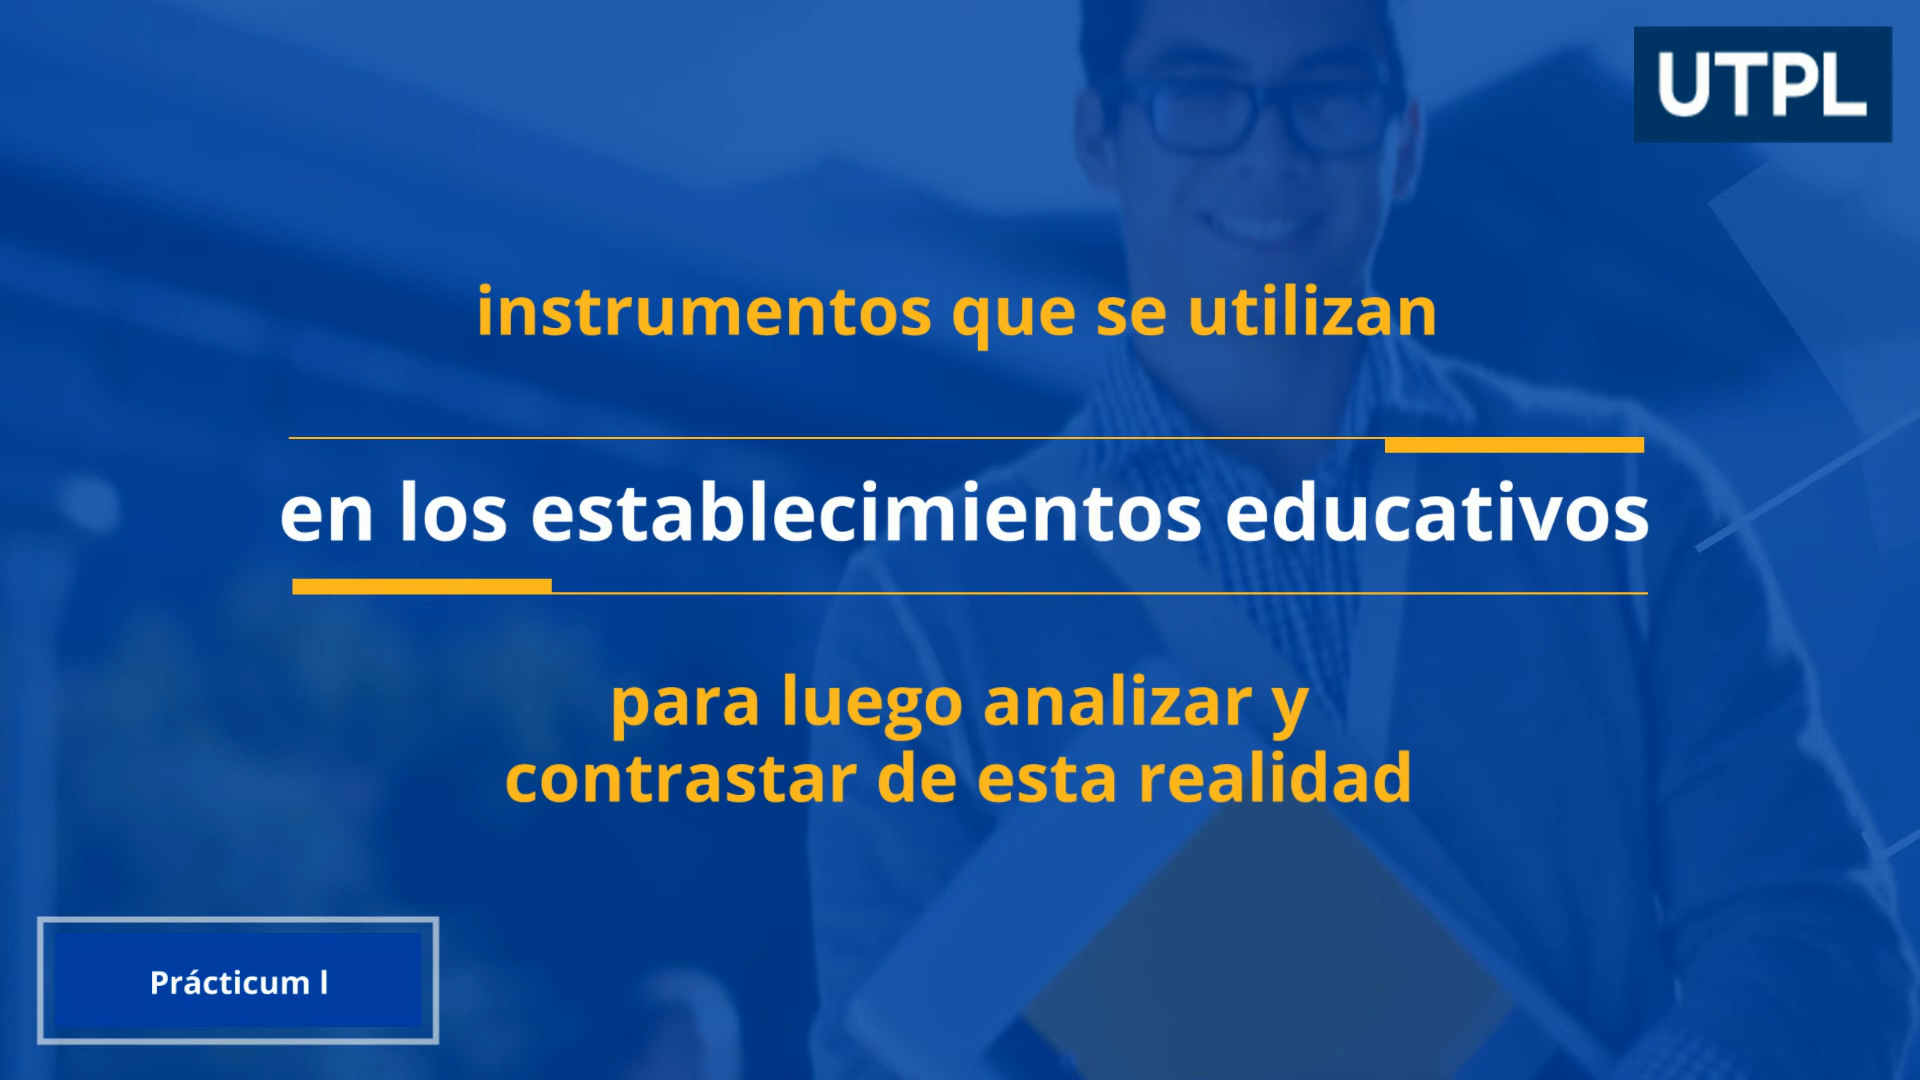 UTPL
instrumentos que se utilizan
en los establecimientos educativos
para luego analizar y
contrastar de esta realidad
Prácticum l